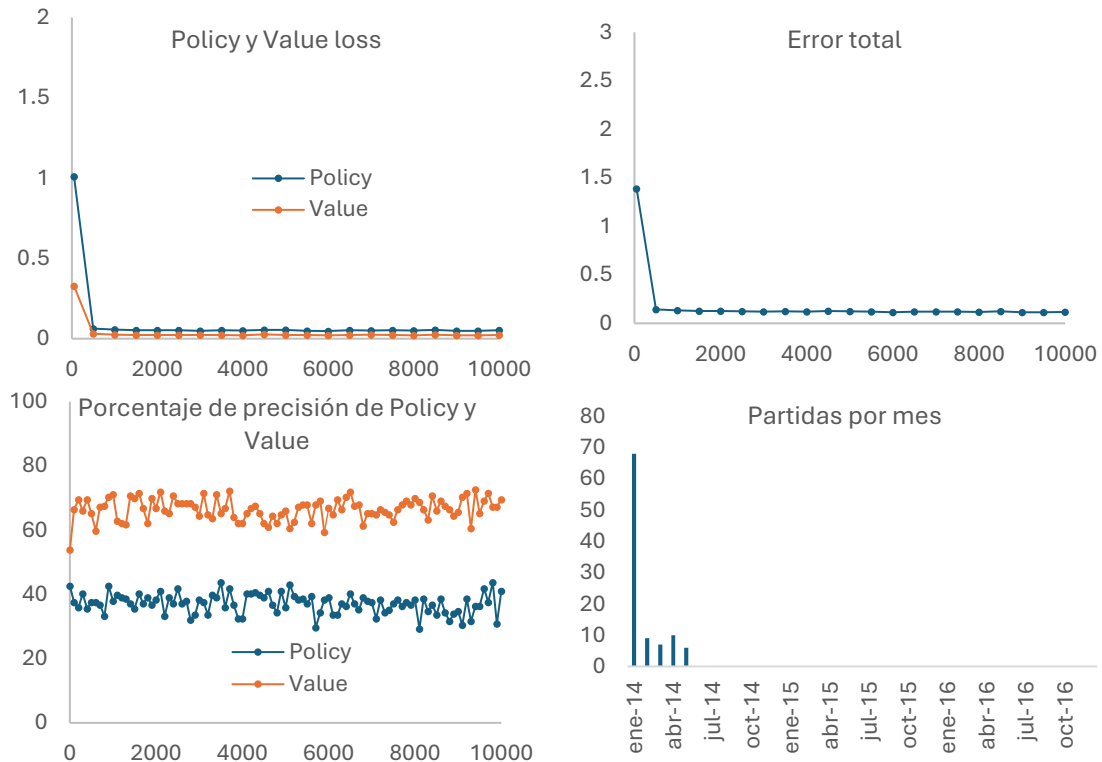 Policy y Value loss
2
1.5
1
0.5
0
Policy
Value
0
2000
4000
6000
8000
10000
Error total
3
2.5
2
1.5
1
0.5
0
0
2000
4000
6000
8000
10000
Porcentaje de precisión de Policy y
Value
100
80
60
40
20
0
Policy
Value
0
2000
4000
6000
8000
10000
Partidas por mes
80
70
60
50
40
30
20
10
0
ene-14
abr-14
jul-14
oct-14
ene-15
abr-15
jul-15
oct-15
ene-16
abr-16
jul-16
oct-16